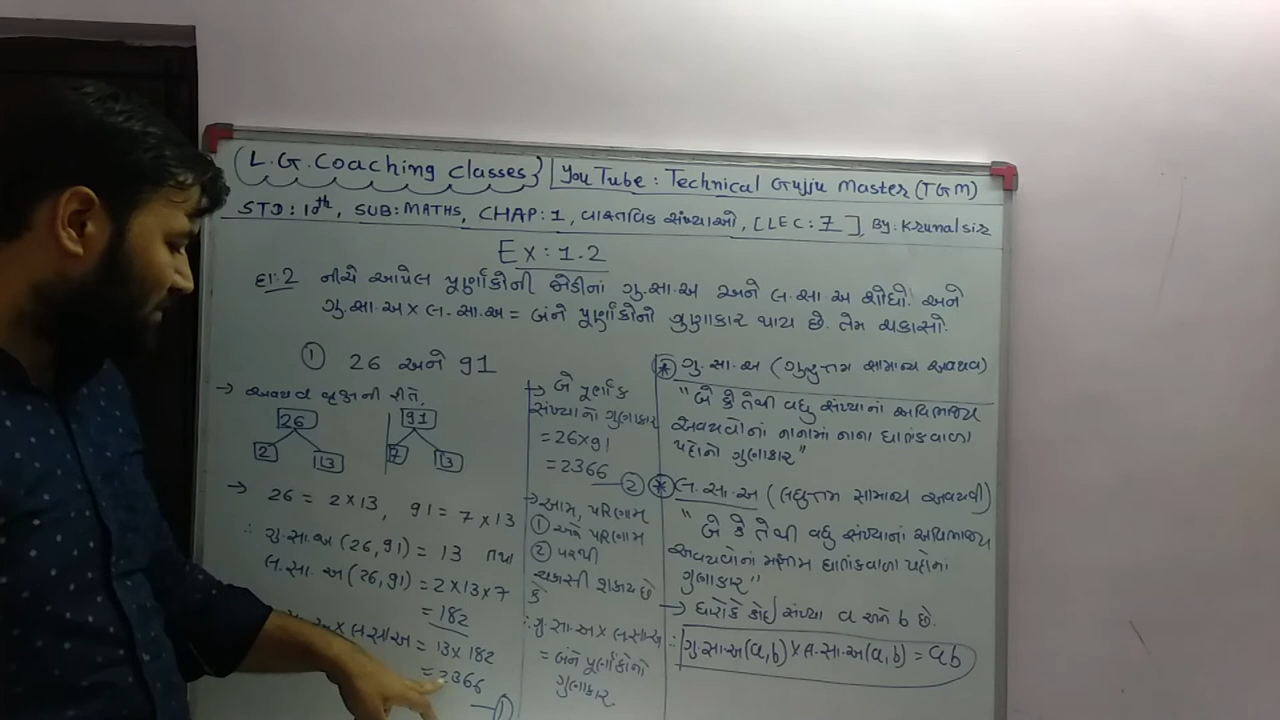 (L.G. Coaching Classes} | YouTube : Technical Gujju Master (TGM)
STD: 10th, SUB: MATHS, CHAP: 1, વાસ્તવિક સંખ્યાઓ, [LEC: 7], By: Krunal sir
Ex: 1.2
દા:2 નીચે આપેલ પૂર્ણાંકોની જોડીનાં ગુ.સા.અ અને લ.સા.અ શોધો. અને
ગુ.સા.અ × લ.સા.અ = બંને પૂર્ણાંકોનો ગુણાકાર થાય છે. તેમ ચકાસો.
① 26 અને 91
→ અવયવ વૃક્ષની રીતે,
26 91
2 13 7 13
→ 26 = 2×13, 91 = 7×13
∴ ગુ.સા.અ (26,91) = 13 તથા
લ.સા.અ (26,91) = 2×13×7
= 182
×લ.સા.અ = 13×182
= 2366
— ①
→ બે પૂર્ણાંક
સંખ્યાનો ગુણાકાર
= 26×91
= 2366 — ②
→ આમ, પરિણામ
① અને પરિણામ
② પરથી
ચકાસી શકાય છે
કે
∴ ગુ.સા.અ × લ.સા.અ
= બંને પૂર્ણાંકોનો
ગુણાકાર
* ગુ.સા.અ (ગુરુત્તમ સામાન્ય અવયવ)
"બે કે તેથી વધુ સંખ્યાનાં અવિભાજ્ય
અવયવોનાં નાનામાં નાના ઘાતાંકવાળા
પદોનો ગુણાકાર"
* લ.સા.અ (લઘુત્તમ સામાન્ય અવયવી)
"બે કે તેથી વધુ સંખ્યાનાં અવિભાજ્ય
અવયવોનાં મહત્તમ ઘાતાંકવાળા પદોનાં
ગુણાકાર"
→ ધારોકે કોઈ સંખ્યા a અને b છે.
∴ ગુ.સા.અ(a,b) × લ.સા.અ(a,b) = ab